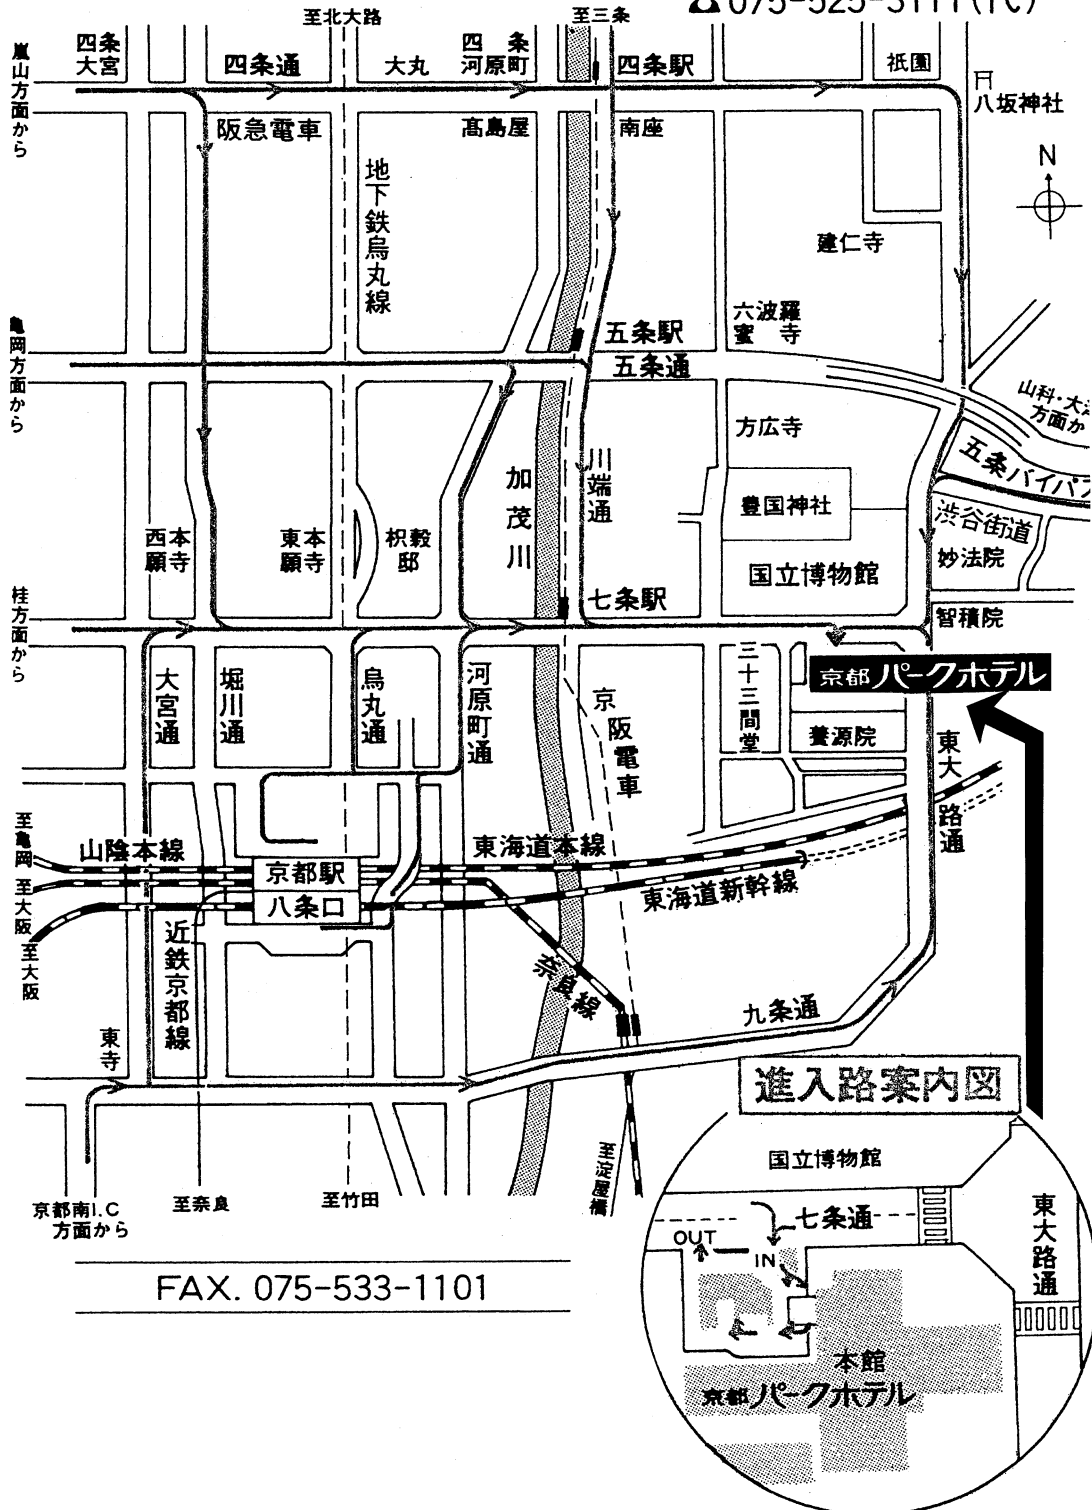 ☎075-525-3111(TC)
至北大路
至三条
嵐山方面から
四条
大宮
四条通
大丸
四条
河原町
四条駅
祇園
八坂神社
阪急電車
髙島屋
南座
地下鉄烏丸線
N
建仁寺
亀岡方面から
五条駅
六波羅
蜜寺
五条通
山科・大
方面か
方広寺
五条バイパス
加茂川
川端通
豊国神社
渋谷街道
西本
願寺
東本
願寺
枳殻
邸
国立博物館
妙法院
桂方面から
七条駅
智積院
大宮通
堀川通
烏丸通
河原町通
京阪電車
三十三間堂
京都パークホテル
養源院
東大路通
至亀岡
山陰本線
京都駅
東海道本線
至大阪
八条口
東海道新幹線
至大阪
近鉄京都線
奈良線
九条通
東寺
進入路案内図
至淀屋橋
京都南I.C
方面から
至奈良
至竹田
国立博物館
七条通
東大路通
OUT
IN
本館
京都パークホテル
FAX. 075-533-1101